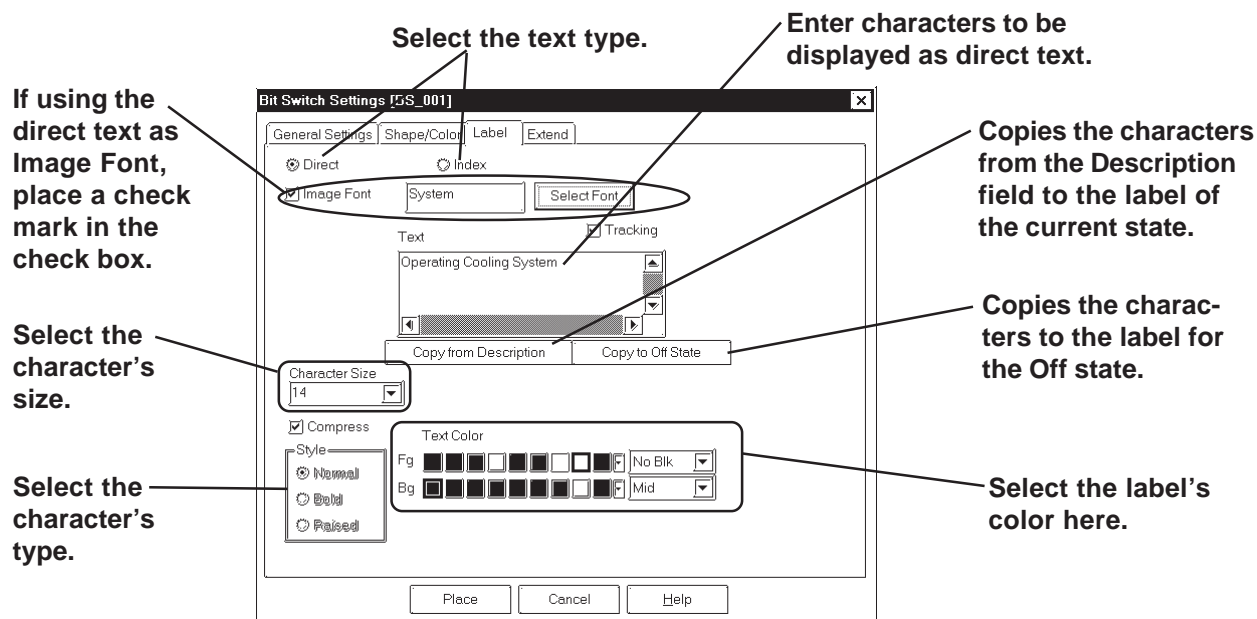 Select the text type.
Enter characters to be
displayed as direct text.
If using the
direct text as
Image Font,
place a check
mark in the
check box.
Select the
character's
size.
Select the
character's
type.
Bit Switch Settings [BS_001]
General Settings Shape/Color Label Extend
Direct Index
Image Font System Select Font
Text Tracking
Operating Cooling System
Copy from Description Copy to Off State
Character Size
14
Compress
Style
Normal
Bold
Raised
Text Color
Fg No Blk
Bg Mid
Place Cancel Help
Copies the characters
from the Description
field to the label of
the current state.
Copies the charac-
ters to the label for
the Off state.
Select the label's
color here.